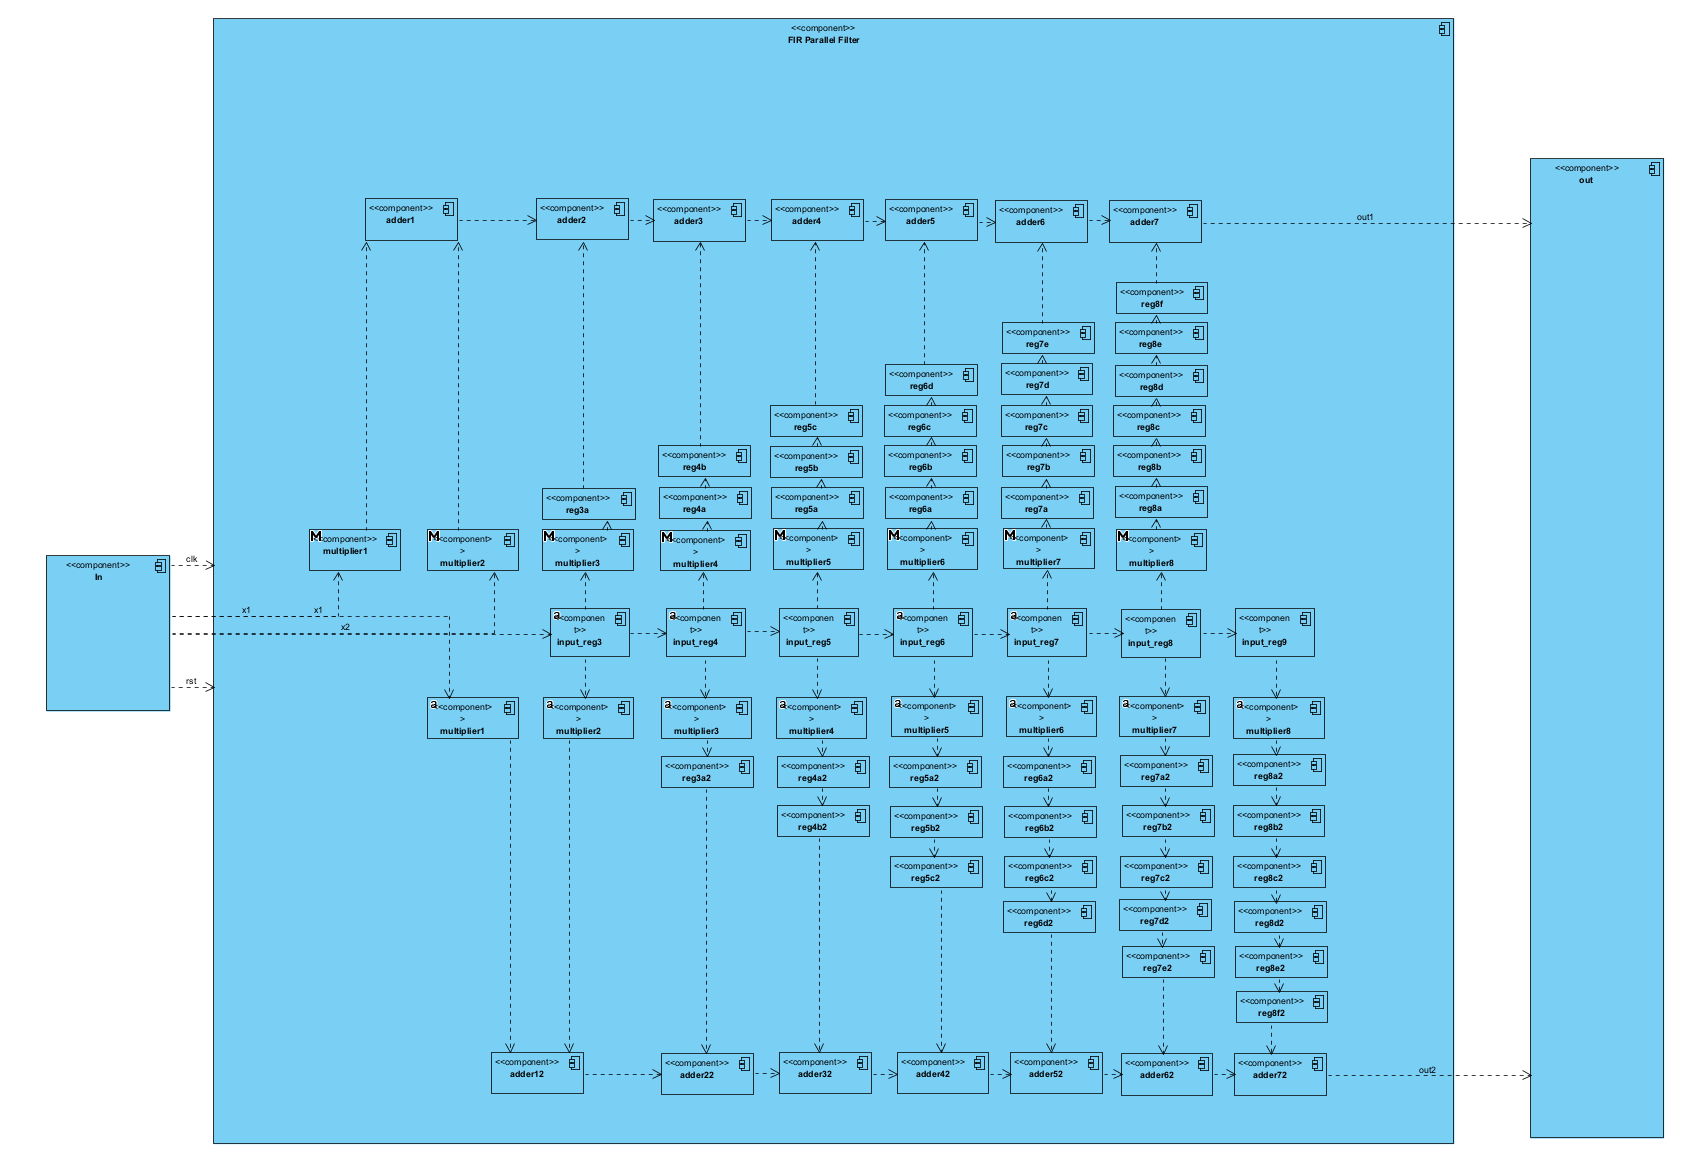 <<component>>
FIR Parallel Filter
<<component>>
out
<<component>>
adder1
<<component>>
adder2
<<component>>
adder3
<<component>>
adder4
<<component>>
adder5
<<component>>
adder6
<<component>>
adder7
out1
<<component>>
reg8f
<<component>>
reg7e
<<component>>
reg8e
<<component>>
reg6d
<<component>>
reg7d
<<component>>
reg8d
<<component>>
reg5c
<<component>>
reg6c
<<component>>
reg7c
<<component>>
reg8c
<<component>>
reg4b
<<component>>
reg5b
<<component>>
reg6b
<<component>>
reg7b
<<component>>
reg8b
<<component>>
reg3a
<<component>>
reg4a
<<component>>
reg5a
<<component>>
reg6a
<<component>>
reg7a
<<component>>
reg8a
M
<component>>
multiplier1
M
<component>
>
multiplier2
M
<component>
>
multiplier3
M
<component>
>
multiplier4
M
<component>
>
multiplier5
M
<component>
>
multiplier6
M
<component>
>
multiplier7
M
<component>
>
multiplier8
<<component>>
In
clk
x1
x1
x2
rst
a
<componen
t>>
input_reg3
a
<componen
t>>
input_reg4
<<componen
t>>
input_reg5
a
<componen
t>>
input_reg6
a
<componen
t>>
input_reg7
<<componen
t>>
input_reg8
<<componen
t>>
input_reg9
a
<component>
>
multiplier1
a
<component>
>
multiplier2
a
<component>
>
multiplier3
a
<component>
>
multiplier4
a
<component>
>
multiplier5
a
<component>
>
multiplier6
a
<component>
>
multiplier7
a
<component>
>
multiplier8
<<component>>
reg3a2
<<component>>
reg4a2
<<component>>
reg5a2
<<component>>
reg6a2
<<component>>
reg7a2
<<component>>
reg8a2
<<component>>
reg4b2
<<component>>
reg5b2
<<component>>
reg6b2
<<component>>
reg7b2
<<component>>
reg8b2
<<component>>
reg5c2
<<component>>
reg6c2
<<component>>
reg7c2
<<component>>
reg8c2
<<component>>
reg6d2
<<component>>
reg7d2
<<component>>
reg8d2
<<component>>
reg7e2
<<component>>
reg8e2
<<component>>
reg8f2
<<component>>
adder12
<<component>>
adder22
<<component>>
adder32
<<component>>
adder42
<<component>>
adder52
<<component>>
adder62
<<component>>
adder72
out2